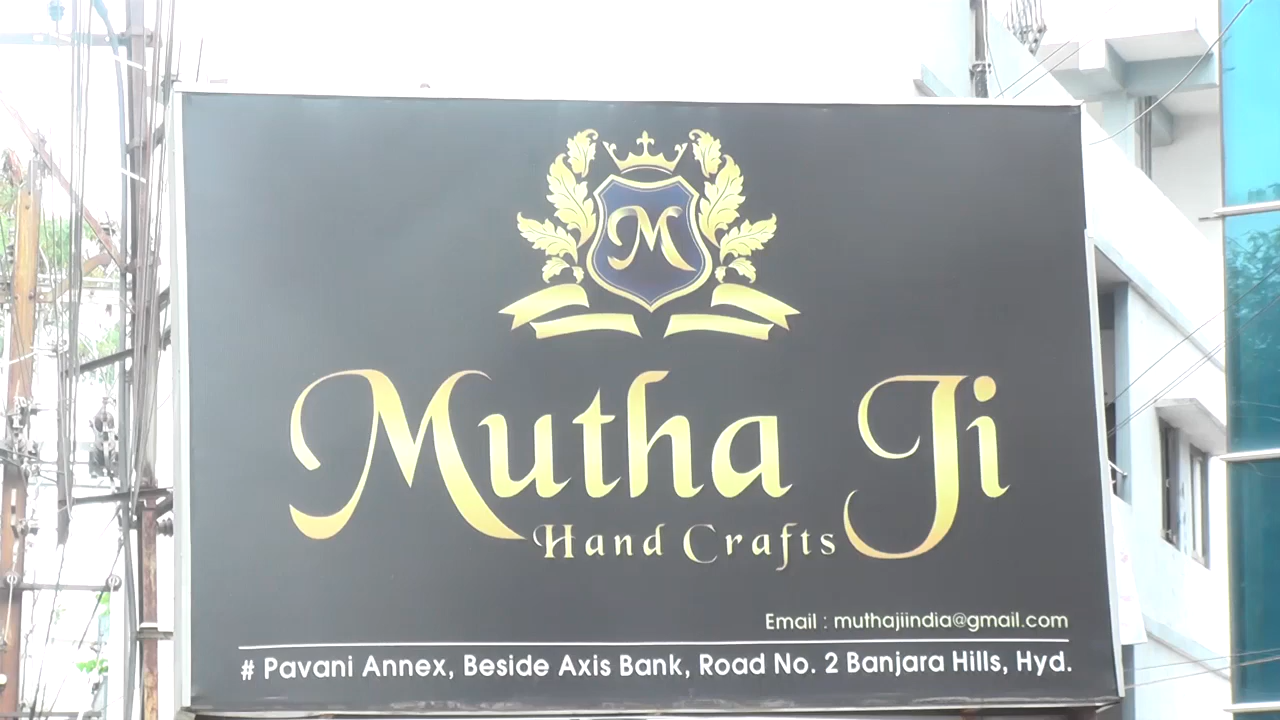 M
Mutha Ji
Hand Crafts
Email : muthajiindia@gmail.com
# Pavani Annex, Beside Axis Bank, Road No. 2 Banjara Hills, Hyd.